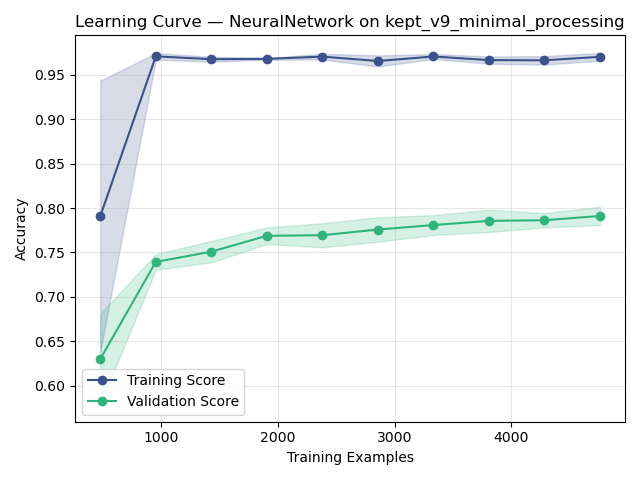 Learning Curve — NeuralNetwork on kept_v9_minimal_processing
0.95
0.90
0.85
0.80
0.75
0.70
0.65
0.60
Accuracy
Training Score
Validation Score
1000 2000 3000 4000
Training Examples